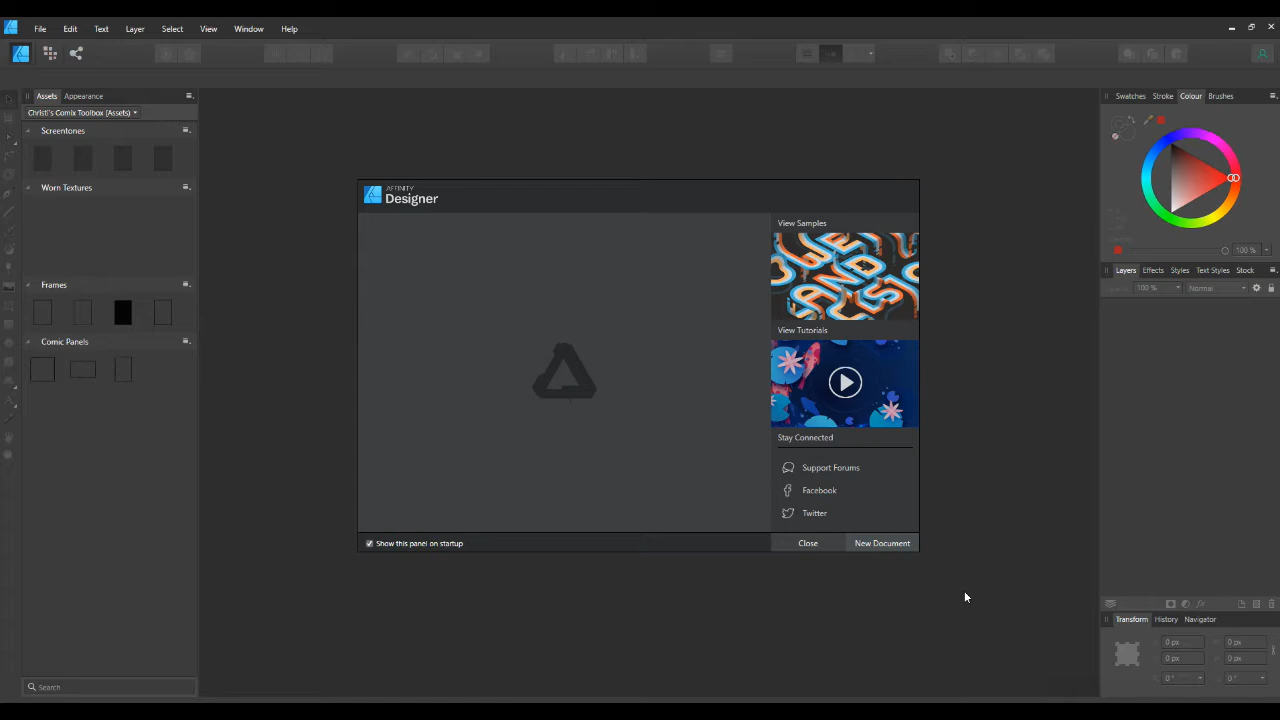 File Edit Text Layer Select View Window Help
Assets Appearance
Christi's Comix Toolbox [Assets]
Screentones
Worn Textures
Frames
Comic Panels
Search
AFFINITY
Designer
View Samples
View Tutorials
Stay Connected
Support Forums
Facebook
Twitter
Show this panel on startup
Close New Document
Swatches Stroke Colour Brushes
100 %
Layers Effects Styles Text Styles Stock
100 % Normal
Transform History Navigator
0 px 0 px
0 px 0 px
0 ° 0 °